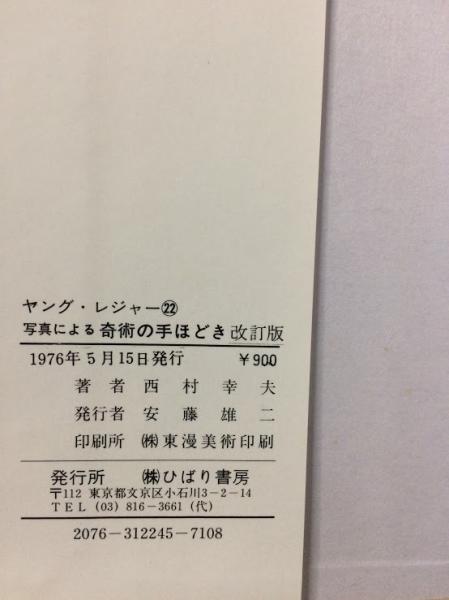 ヤング・レジャー㉒
写真による 奇術の手ほどき 改訂版
1976年5月15日発行 ￥900
著者 西村幸夫
発行者 安藤雄二
印刷所 ㈱東漫美術印刷
発行所 ㈱ひばり書房
〒112 東京都文京区小石川3−2−14
TEL (03) 816−3661(代)
2076−312245−7108